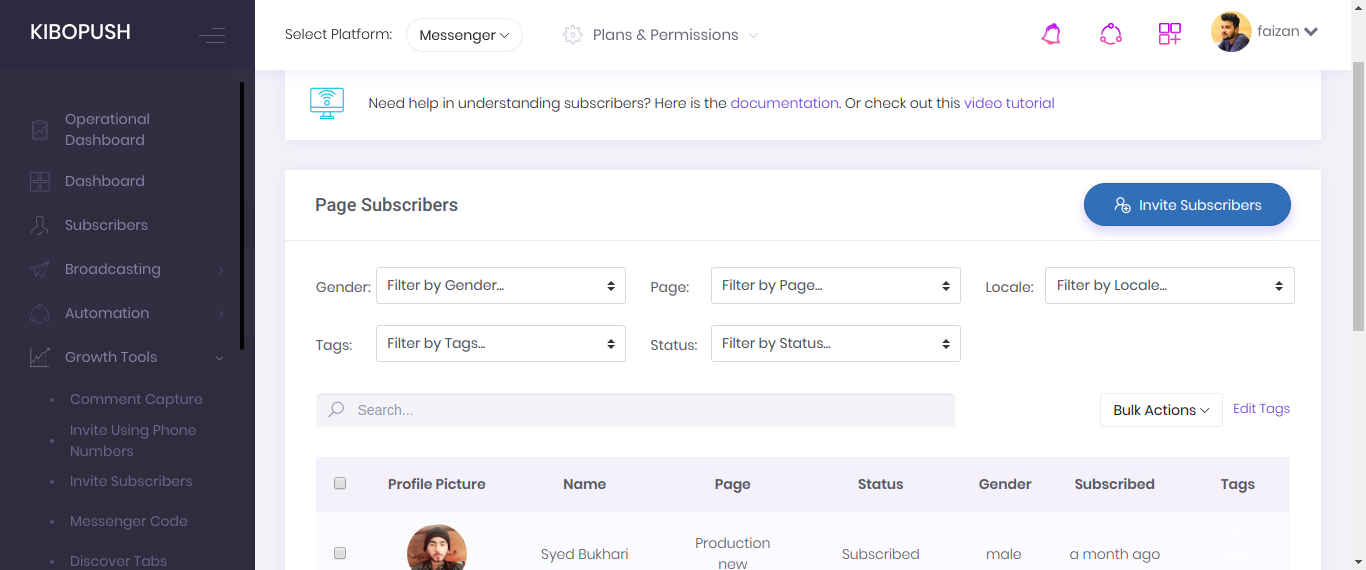 KIBOPUSH
Select Platform: Messenger Plans & Permissions faizan
Need help in understanding subscribers? Here is the documentation. Or check out this video tutorial
Operational
Dashboard
Dashboard
Subscribers
Broadcasting
Automation
Growth Tools
Comment Capture
Invite Using Phone
Numbers
Invite Subscribers
Messenger Code
Discover Tabs
Page Subscribers Invite Subscribers
Gender: Filter by Gender... Page: Filter by Page... Locale: Filter by Locale...
Tags: Filter by Tags... Status: Filter by Status...
Search... Bulk Actions Edit Tags
Profile Picture Name Page Status Gender Subscribed Tags
Syed Bukhari Production
new Subscribed male a month ago